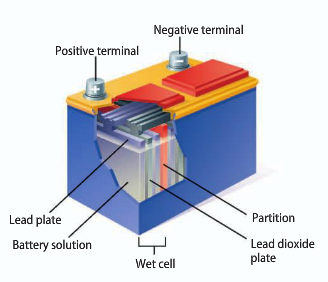 Negative terminal
Positive terminal
+
−
Lead plate
Partition
Battery solution
Lead dioxide
plate
Wet cell